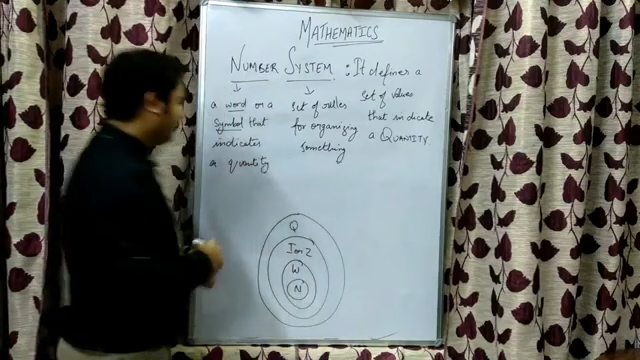 MATHEMATICS
NUMBER SYSTEM : It defines a
a word or a set of rules set of values
symbol that for organizing that indicate
indicates something a QUANTITY
a quantity
Q
I or Z
W
N